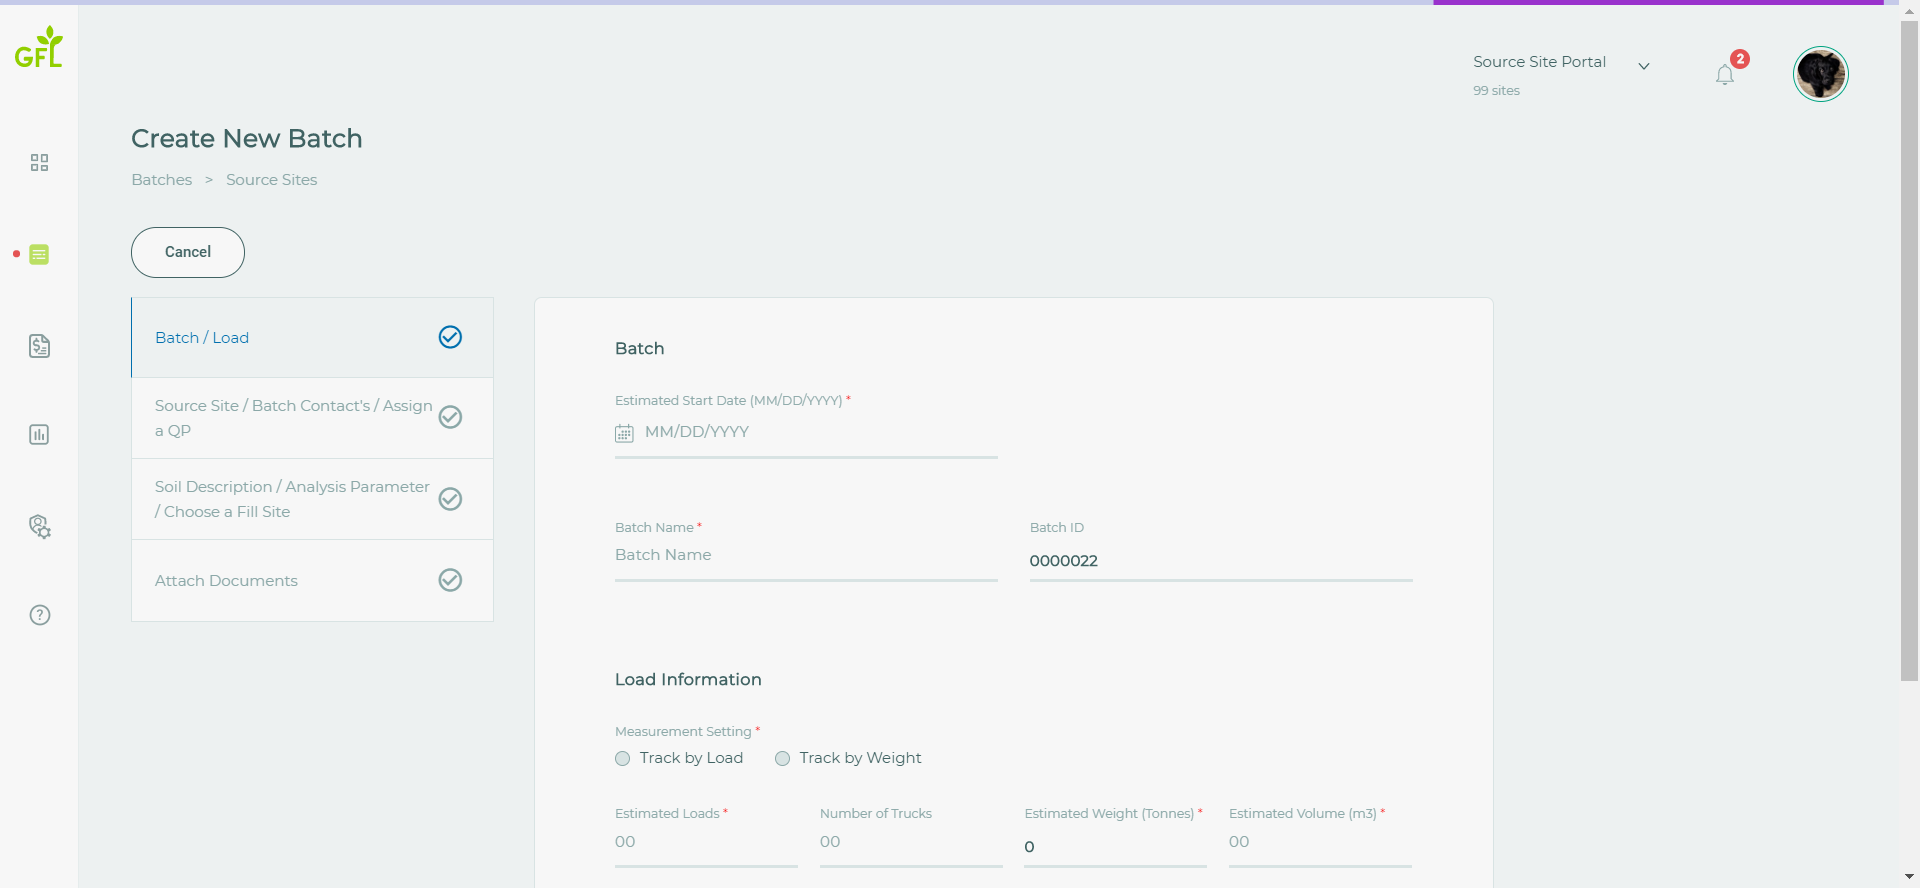 GFL
Source Site Portal
99 sites
2
Create New Batch
Batches > Source Sites
Cancel
Batch / Load
Source Site / Batch Contact's / Assign
a QP
Soil Description / Analysis Parameter
/ Choose a Fill Site
Attach Documents
Batch
Estimated Start Date (MM/DD/YYYY) *
MM/DD/YYYY
Batch Name *
Batch Name
Batch ID
0000022
Load Information
Measurement Setting *
Track by Load
Track by Weight
Estimated Loads *
00
Number of Trucks
00
Estimated Weight (Tonnes) *
0
Estimated Volume (m3) *
00